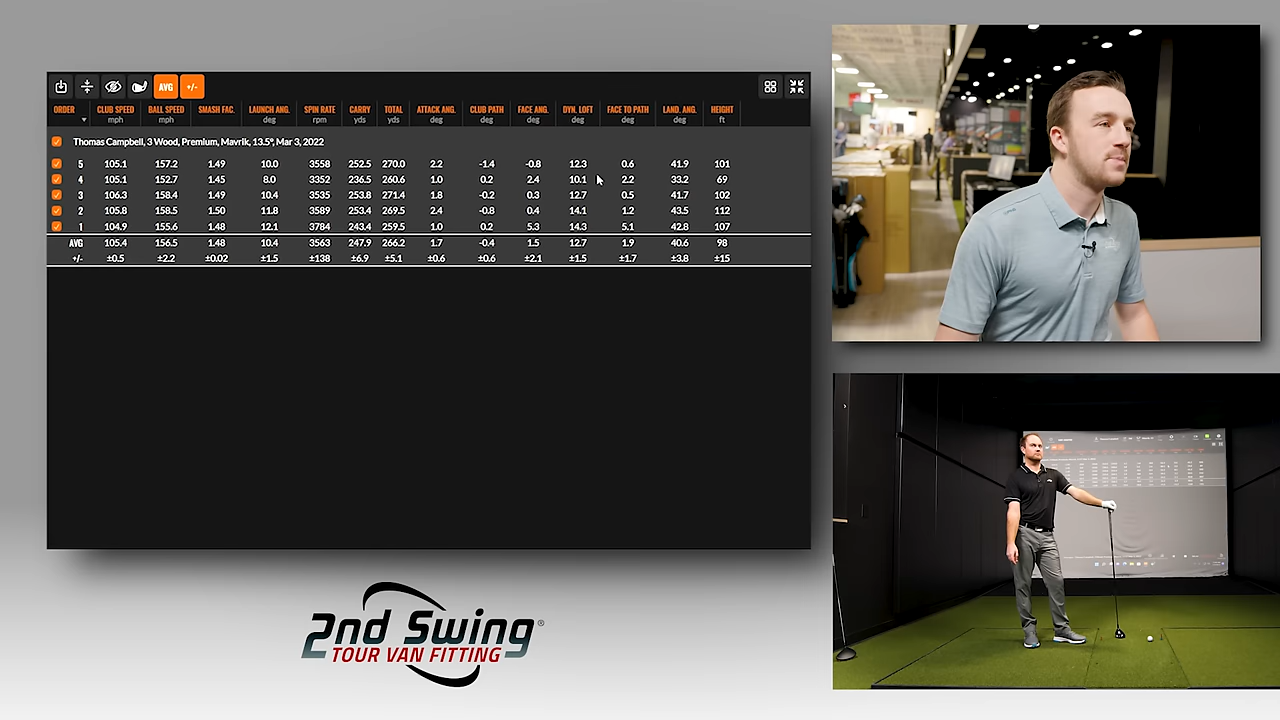 AVG +/-
ORDER CLUB SPEED BALL SPEED SMASH FAC. LAUNCH ANG. SPIN RATE CARRY TOTAL ATTACK ANG. CLUB PATH FACE ANG. DYN. LOFT FACE TO PATH LAND. ANG. HEIGHT
mph mph deg rpm yds yds deg deg deg deg deg deg ft
Thomas Campbell, 3 Wood, Premium, Mavrik, 13.5°, Mar 3, 2022
5 105.1 157.2 1.49 10.0 3558 252.5 270.0 2.2 -1.4 -0.8 12.3 0.6 41.9 101
4 105.1 152.7 1.45 8.0 3352 236.5 260.6 1.0 0.2 2.4 10.1 2.2 33.2 69
3 106.3 158.4 1.49 10.4 3535 253.8 271.4 1.8 -0.2 0.3 12.7 0.5 41.7 102
2 105.8 158.5 1.50 11.8 3589 253.4 269.5 2.4 -0.8 0.4 14.1 1.2 43.5 112
1 104.9 155.6 1.48 12.1 3784 243.4 259.5 1.0 0.2 5.3 14.3 5.1 42.8 107
AVG 105.4 156.5 1.48 10.4 3563 247.9 266.2 1.7 -0.4 1.5 12.7 1.9 40.6 98
+/- ±0.5 ±2.2 ±0.02 ±1.5 ±138 ±6.9 ±5.1 ±0.6 ±0.6 ±2.1 ±1.5 ±1.7 ±3.8 ±15
2nd Swing®
TOUR VAN FITTING